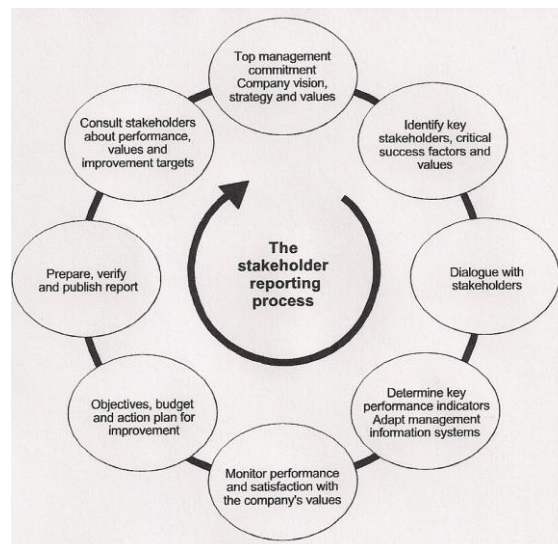 Top management
commitment
Company vision,
strategy and values
Identify key
stakeholders, critical
success factors and
values
Dialogue with
stakeholders
Determine key
performance indicators
Adapt management
information systems
Monitor performance
and satisfaction with
the company's values
Objectives, budget
and action plan for
improvement
Prepare, verify
and publish report
Consult stakeholders
about performance,
values and
improvement targets
The
stakeholder
reporting
process